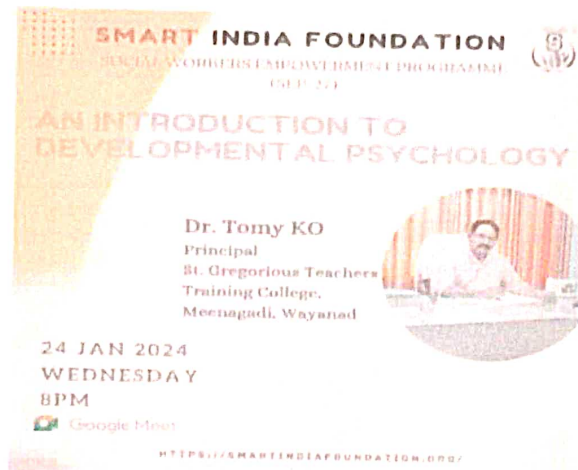 SMART INDIA FOUNDATION
SOCIAL WORKERS EMPOWERMENT PROGRAMME
AN INTRODUCTION TO
DEVELOPMENTAL PSYCHOLOGY
Dr. Tomy KO
Principal
St. Gregorious Teachers
Training College,
Meenagadi, Wayanad
24 JAN 2024
WEDNESDAY
8PM
Google Meet
HTTPS://SMARTINDIAFOUNDATION.ORG/